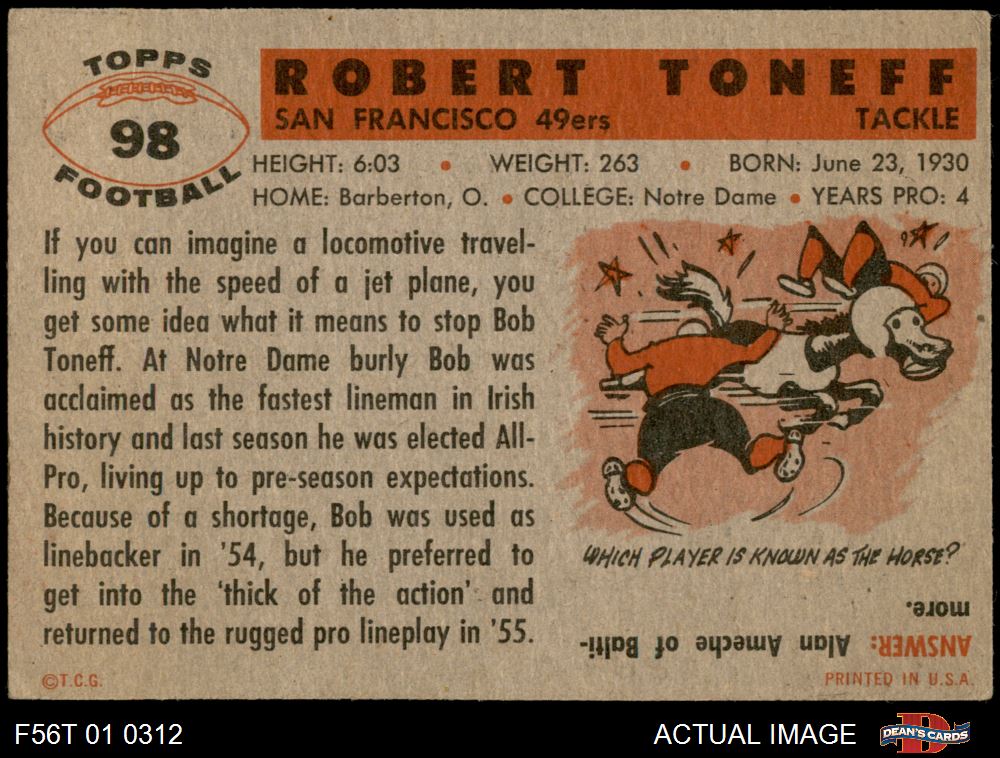 TOPPS
98
FOOTBALL
ROBERT TONEFF
SAN FRANCISCO 49ers TACKLE
HEIGHT: 6:03 • WEIGHT: 263 • BORN: June 23, 1930
HOME: Barberton, O. • COLLEGE: Notre Dame • YEARS PRO: 4
If you can imagine a locomotive travel-
ling with the speed of a jet plane, you
get some idea what it means to stop Bob
Toneff. At Notre Dame burly Bob was
acclaimed as the fastest lineman in Irish
history and last season he was elected All-
Pro, living up to pre-season expectations.
Because of a shortage, Bob was used as
linebacker in '54, but he preferred to
get into the 'thick of the action' and
returned to the rugged pro lineplay in '55.
WHICH PLAYER IS KNOWN AS THE HORSE?
ANSWER: Alan Ameche of Balti-
more.
©T.C.G.
PRINTED IN U.S.A.
F56T 01 0312
ACTUAL IMAGE
DEAN'S CARDS